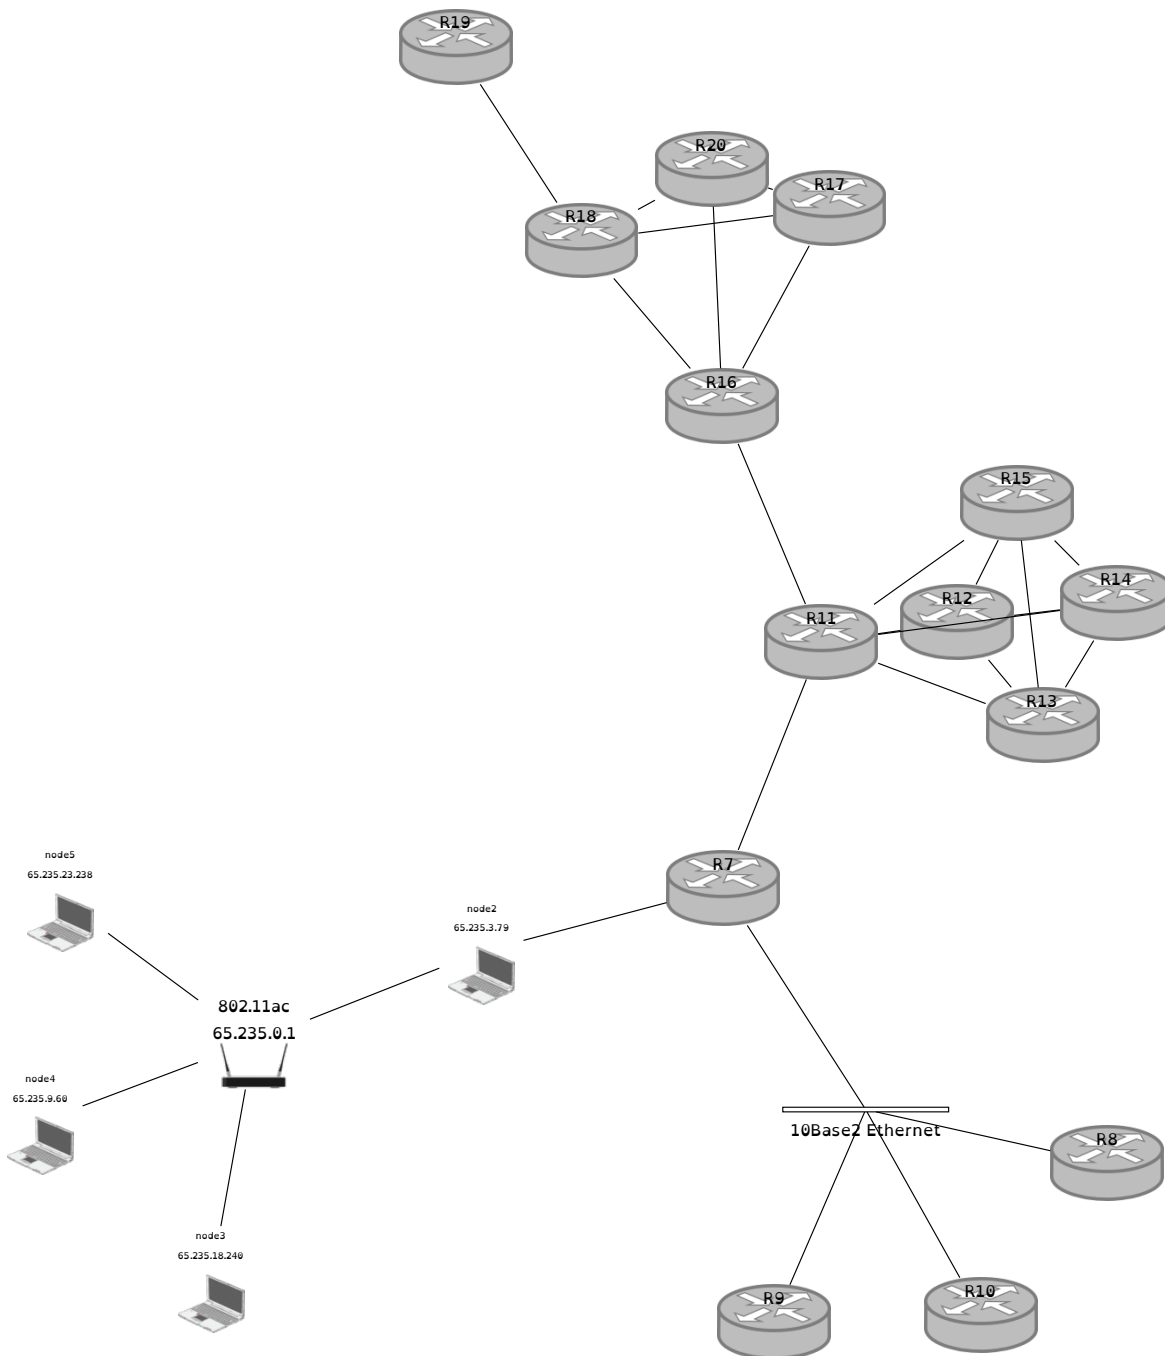 R19
R20
R17
R18
R16
R15
R14
R12
R11
R13
node5
65.235.23.238
R7
node2
65.235.3.79
802.11ac
65.235.0.1
node4
65.235.9.60
10Base2 Ethernet
R8
node3
65.235.18.240
R9
R10